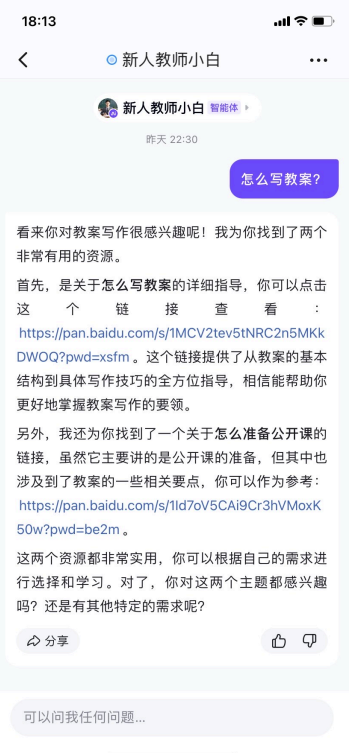 18:13
新人教师小白
新人教师小白 智能体
昨天 22:30
怎么写教案？
看来你对教案写作很感兴趣呢！我为你找到了两个
非常有用的资源。
首先，是关于怎么写教案的详细指导，你可以点击
这个链接查看：
https://pan.baidu.com/s/1MCV2tev5tNRC2n5MKk
DWOQ?pwd=xsfm 。这个链接提供了从教案的基本
结构到具体写作技巧的全方位指导，相信能帮助你
更好地掌握教案写作的要领。
另外，我还为你找到了一个关于怎么准备公开课的
链接，虽然它主要讲的是公开课的准备，但其中也
涉及到了教案的一些相关要点，你可以作为参考：
https://pan.baidu.com/s/1ld7oV5CAi9Cr3hVMoxK
50w?pwd=be2m 。
这两个资源都非常实用，你可以根据自己的需求进
行选择和学习。对了，你对这两个主题都感兴趣
吗？还是有其他特定的需求呢？
分享
可以问我任何问题...